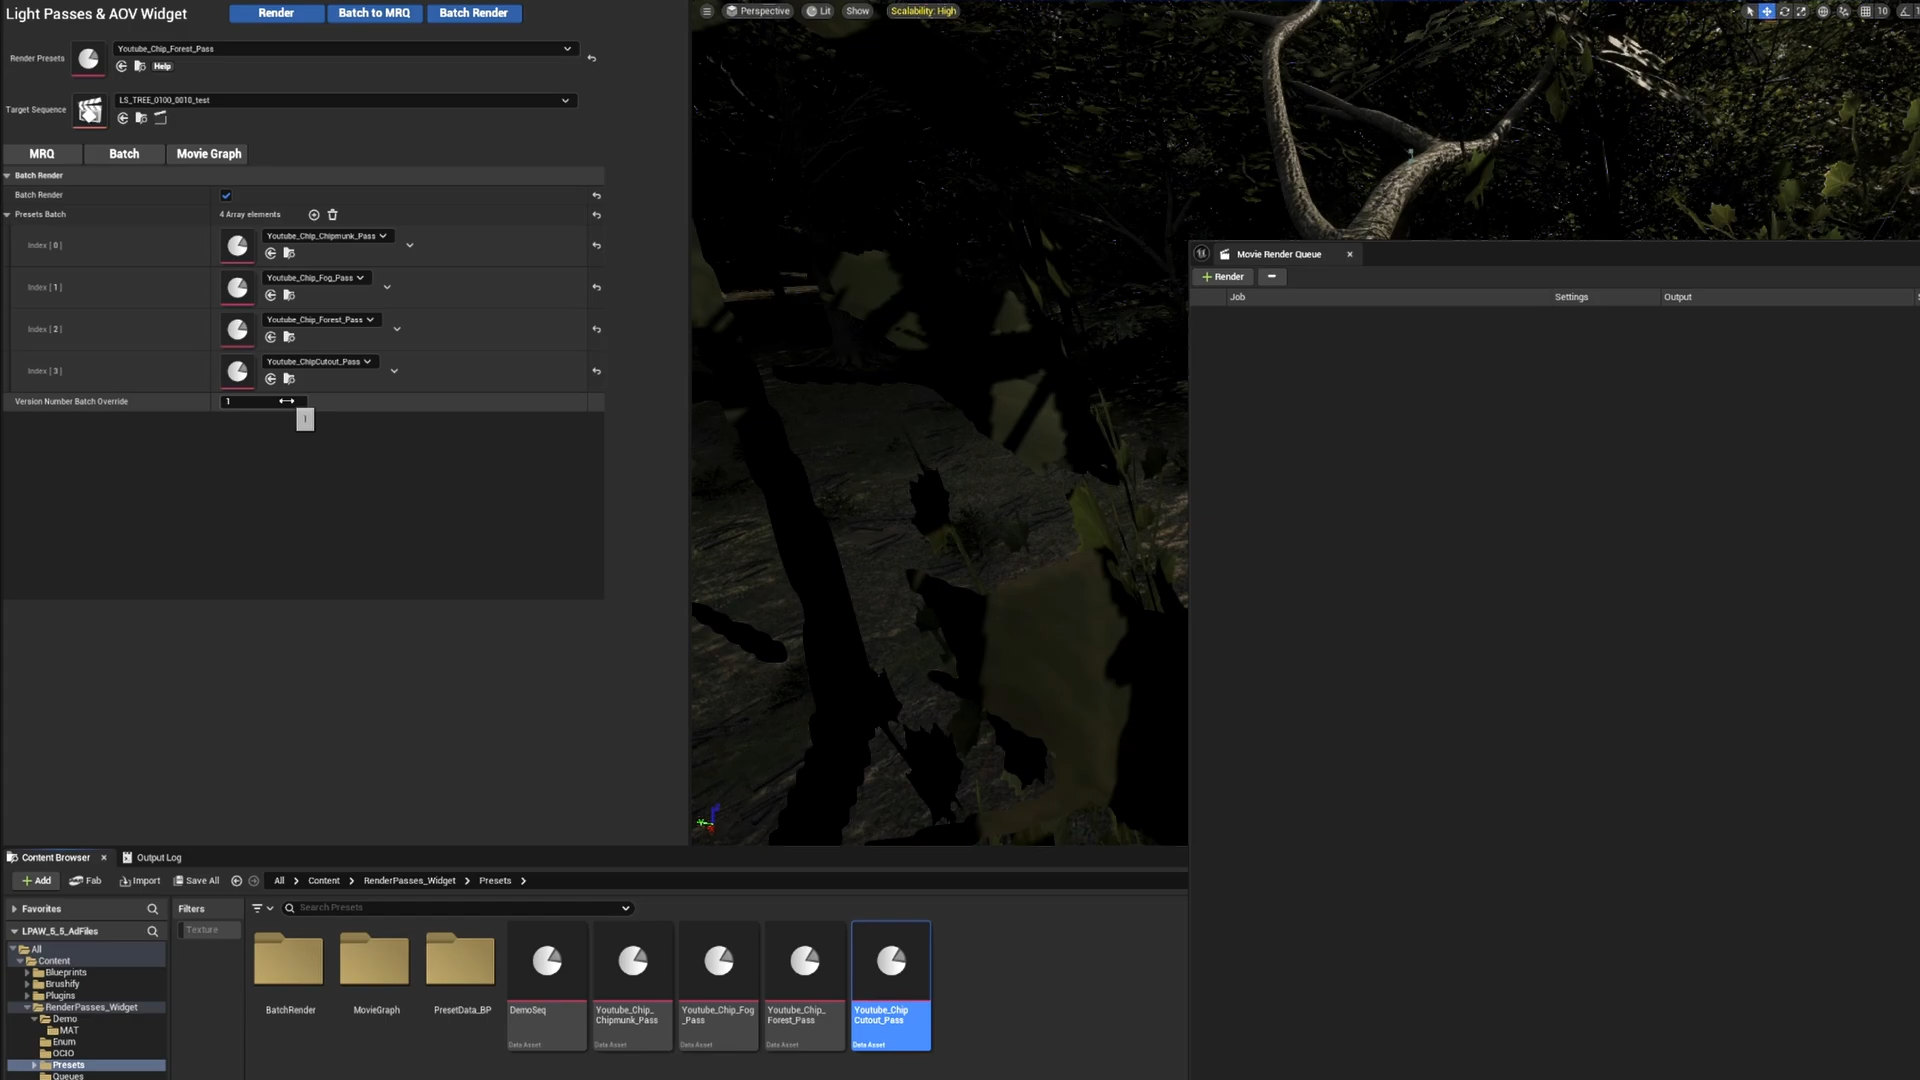 Light Passes & AOV Widget
Render
Batch to MRQ
Batch Render
Render Presets
Youtube_Chip_Forest_Pass
Help
Target Sequence
LS_TREE_0100_0010_test
MRQ
Batch
Movie Graph
Batch Render
Batch Render
Presets Batch
4 Array elements
Index [ 0 ]
Youtube_Chip_Chipmunk_Pass
Index [ 1 ]
Youtube_Chip_Fog_Pass
Index [ 2 ]
Youtube_Chip_Forest_Pass
Index [ 3 ]
Youtube_ChipCutout_Pass
Version Number Batch Override
1
1
Perspective
Lit
Show
Scalability: High
10
Movie Render Queue
+ Render
Job
Settings
Output
Content Browser
Output Log
+ Add
Fab
Import
Save All
All > Content > RenderPasses_Widget > Presets >
Favorites
LPAW_5_5_AdFiles
All
Content
Blueprints
Brushify
Plugins
RenderPasses_Widget
Demo
MAT
Enum
OCIO
Presets
Queues
Filters
Texture
Search Presets
BatchRender
MovieGraph
PresetData_BP
DemoSeq
Data Asset
Youtube_Chip_
Chipmunk_Pass
Data Asset
Youtube_Chip_Fog
_Pass
Data Asset
Youtube_Chip_
Forest_Pass
Data Asset
Youtube_Chip
Cutout_Pass
Data Asset